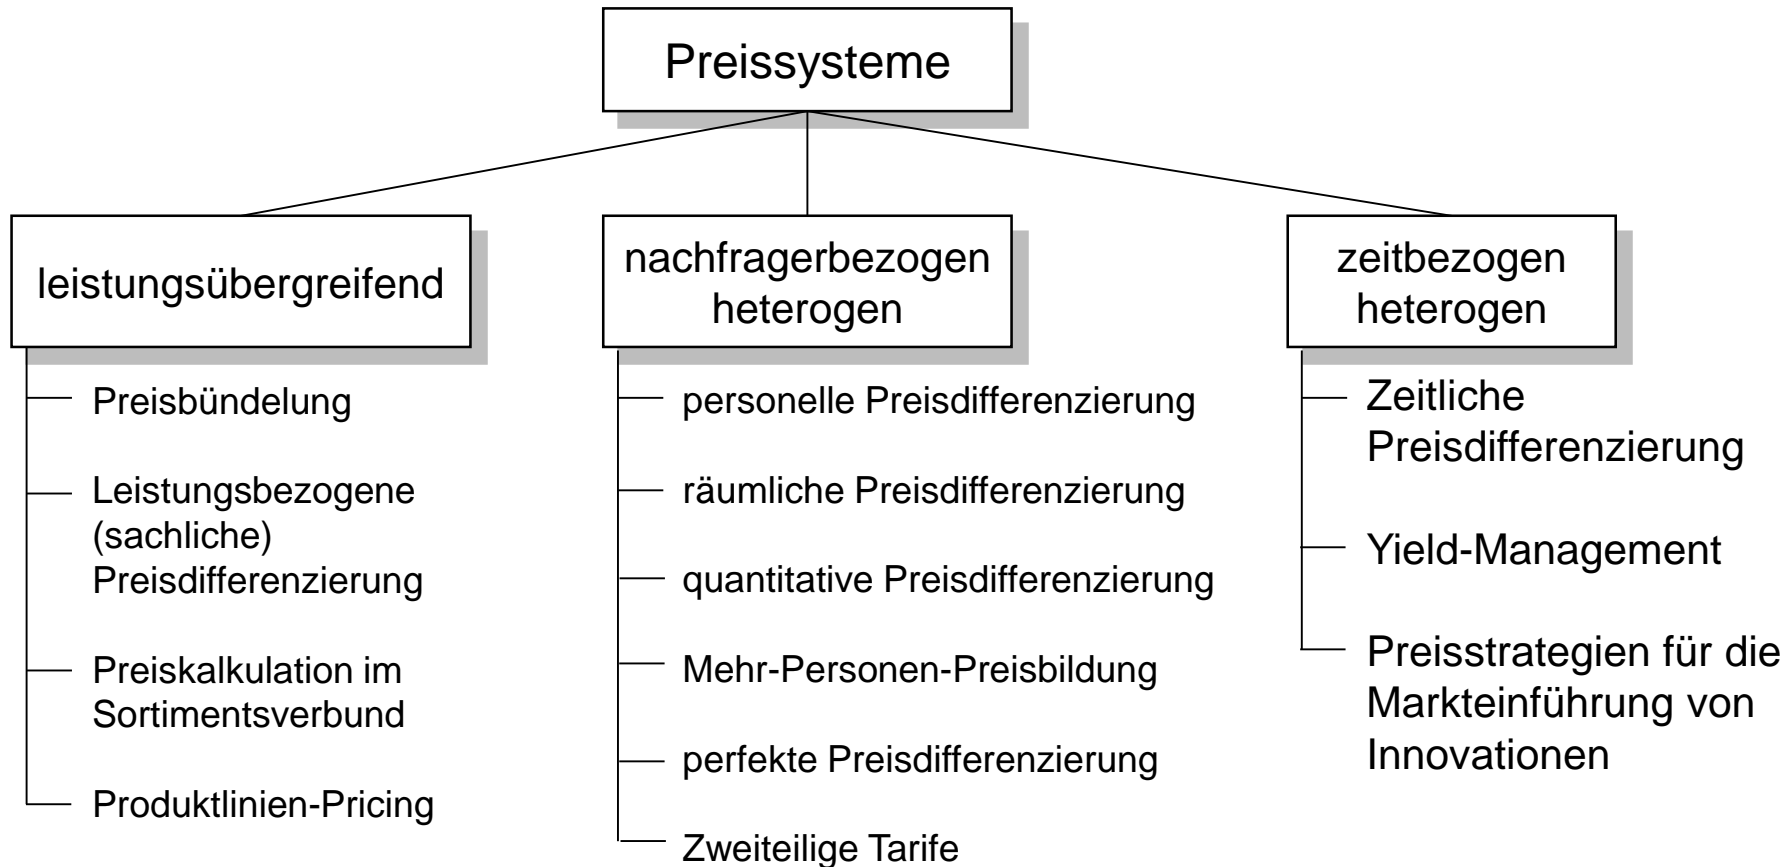 Preissysteme
leistungsübergreifend
Preisbündelung
Leistungsbezogene
(sachliche)
Preisdifferenzierung
Preiskalkulation im
Sortimentsverbund
Produktlinien-Pricing
nachfragerbezogen
heterogen
personelle Preisdifferenzierung
räumliche Preisdifferenzierung
quantitative Preisdifferenzierung
Mehr-Personen-Preisbildung
perfekte Preisdifferenzierung
Zweiteilige Tarife
zeitbezogen
heterogen
Zeitliche
Preisdifferenzierung
Yield-Management
Preisstrategien für die
Markteinführung von
Innovationen